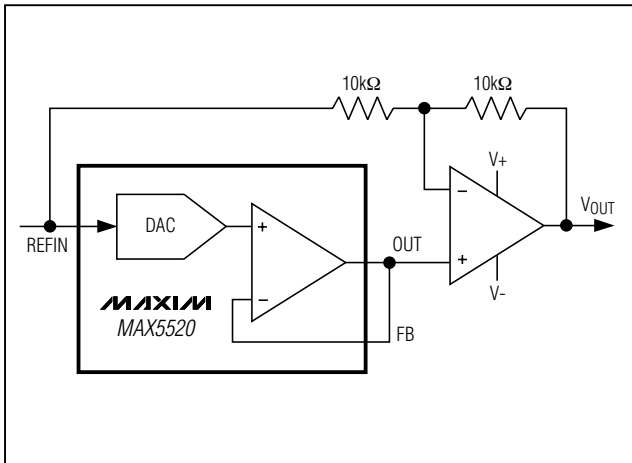 10kΩ 10kΩ
V+
DAC
+
−
VOUT
REFIN
OUT
+
−
+
V-
MAXIM
MAX5520
FB